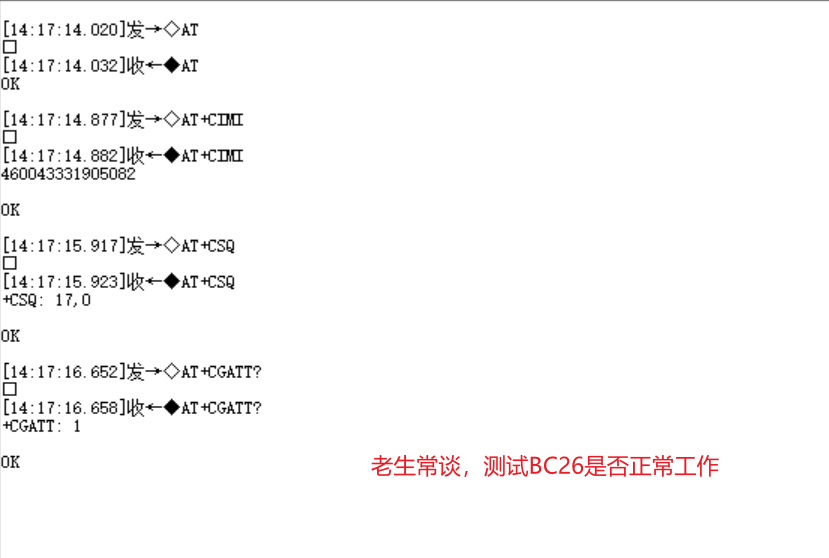 [14:17:14.020]发→◇AT
□
[14:17:14.032]收←◆AT
OK
[14:17:14.877]发→◇AT+CIMI
□
[14:17:14.882]收←◆AT+CIMI
460043331905082
OK
[14:17:15.917]发→◇AT+CSQ
□
[14:17:15.923]收←◆AT+CSQ
+CSQ: 17,0
OK
[14:17:16.652]发→◇AT+CGATT?
□
[14:17:16.658]收←◆AT+CGATT?
+CGATT: 1
OK
老生常谈，测试BC26是否正常工作